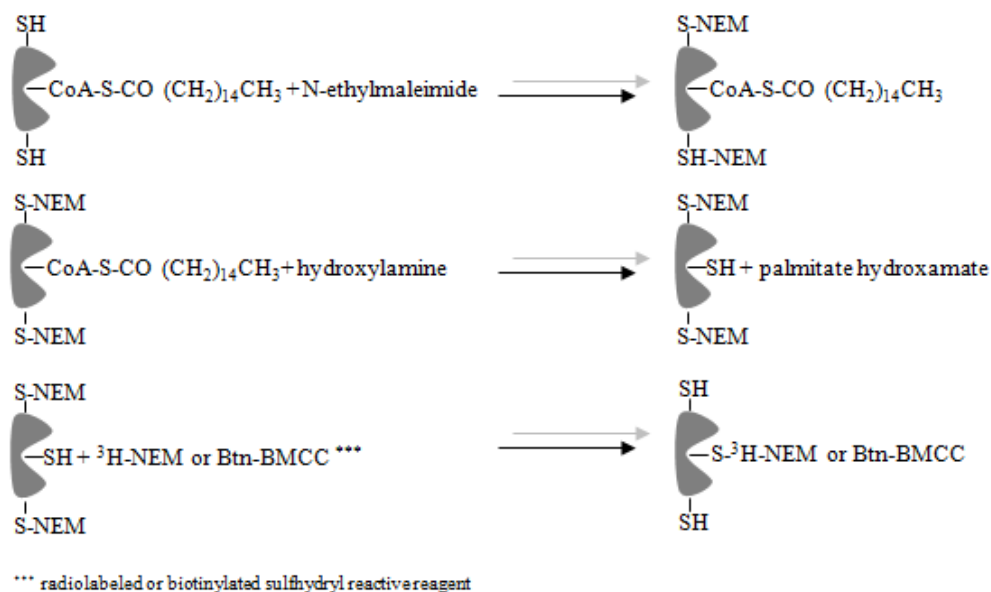 SH
S-NEM
CoA-S-CO (CH₂)₁₄CH₃ + N-ethylmaleimide
CoA-S-CO (CH₂)₁₄CH₃
SH
SH-NEM
S-NEM
S-NEM
CoA-S-CO (CH₂)₁₄CH₃ + hydroxylamine
SH + palmitate hydroxamate
S-NEM
S-NEM
S-NEM
SH
SH + ³H-NEM or Btn-BMCC ***
S-³H-NEM or Btn-BMCC
S-NEM
SH
*** radiolabeled or biotinylated sulfhydryl reactive reagent